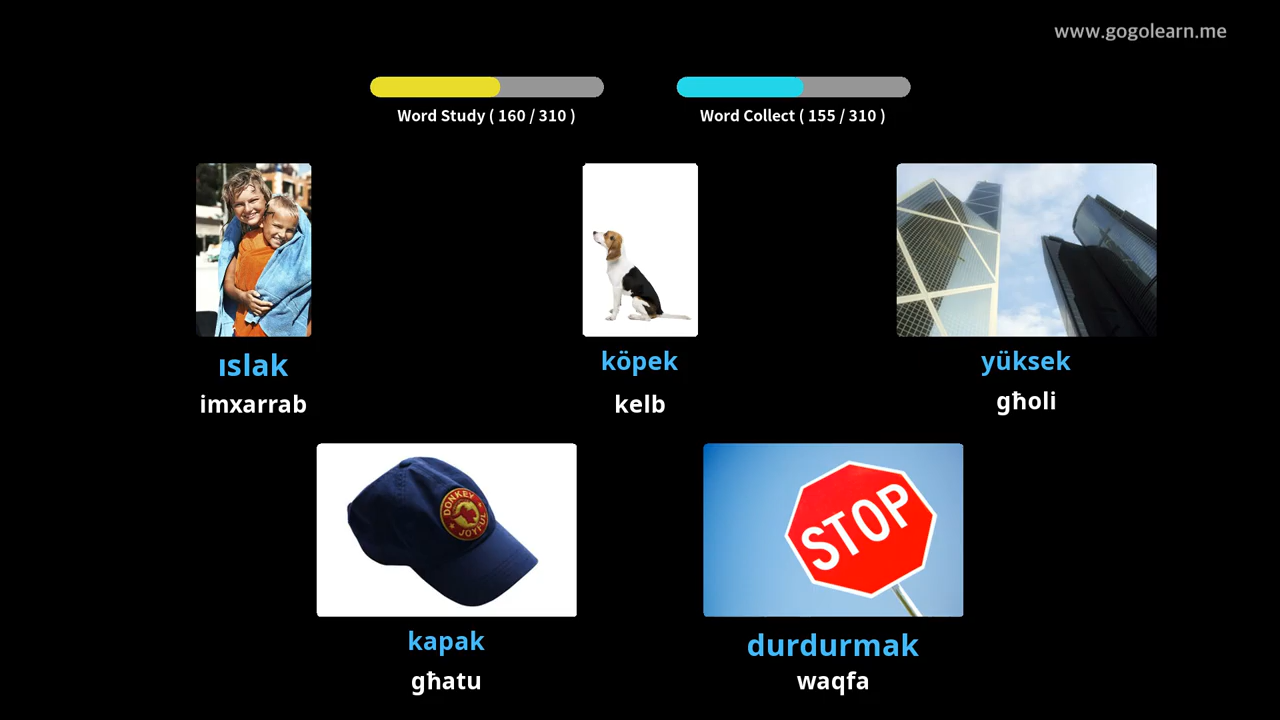 www.gogolearn.me
Word Study ( 160 / 310 )
Word Collect ( 155 / 310 )
ıslak
imxarrab
köpek
kelb
yüksek
għoli
DONKEY
JOYFUL
kapak
għatu
STOP
durdurmak
waqfa